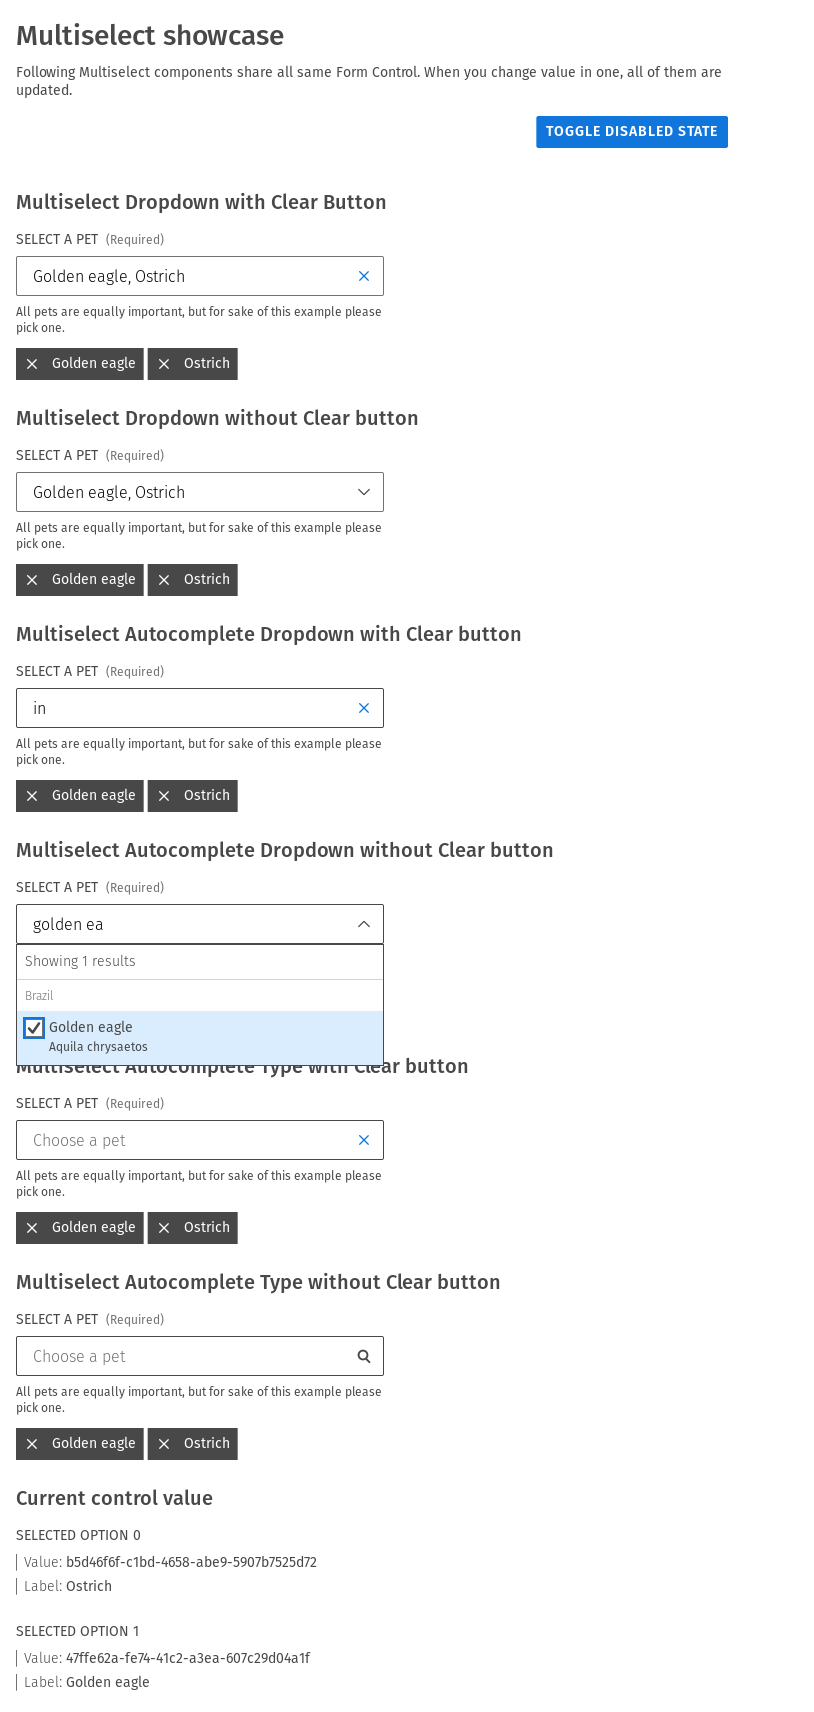 Multiselect showcase
Following Multiselect components share all same Form Control. When you change value in one, all of them are
updated.
TOGGLE DISABLED STATE
Multiselect Dropdown with Clear Button
SELECT A PET (Required)
Golden eagle, Ostrich
All pets are equally important, but for sake of this example please
pick one.
Golden eagle Ostrich
Multiselect Dropdown without Clear button
SELECT A PET (Required)
Golden eagle, Ostrich
All pets are equally important, but for sake of this example please
pick one.
Golden eagle Ostrich
Multiselect Autocomplete Dropdown with Clear button
SELECT A PET (Required)
in
All pets are equally important, but for sake of this example please
pick one.
Golden eagle Ostrich
Multiselect Autocomplete Dropdown without Clear button
SELECT A PET (Required)
golden ea
Showing 1 results
Brazil
Golden eagle
Aquila chrysaetos
Multiselect Autocomplete Type with Clear button
SELECT A PET (Required)
Choose a pet
All pets are equally important, but for sake of this example please
pick one.
Golden eagle Ostrich
Multiselect Autocomplete Type without Clear button
SELECT A PET (Required)
Choose a pet
All pets are equally important, but for sake of this example please
pick one.
Golden eagle Ostrich
Current control value
SELECTED OPTION 0
Value: b5d46f6f-c1bd-4658-abe9-5907b7525d72
Label: Ostrich
SELECTED OPTION 1
Value: 47ffe62a-fe74-41c2-a3ea-607c29d04a1f
Label: Golden eagle